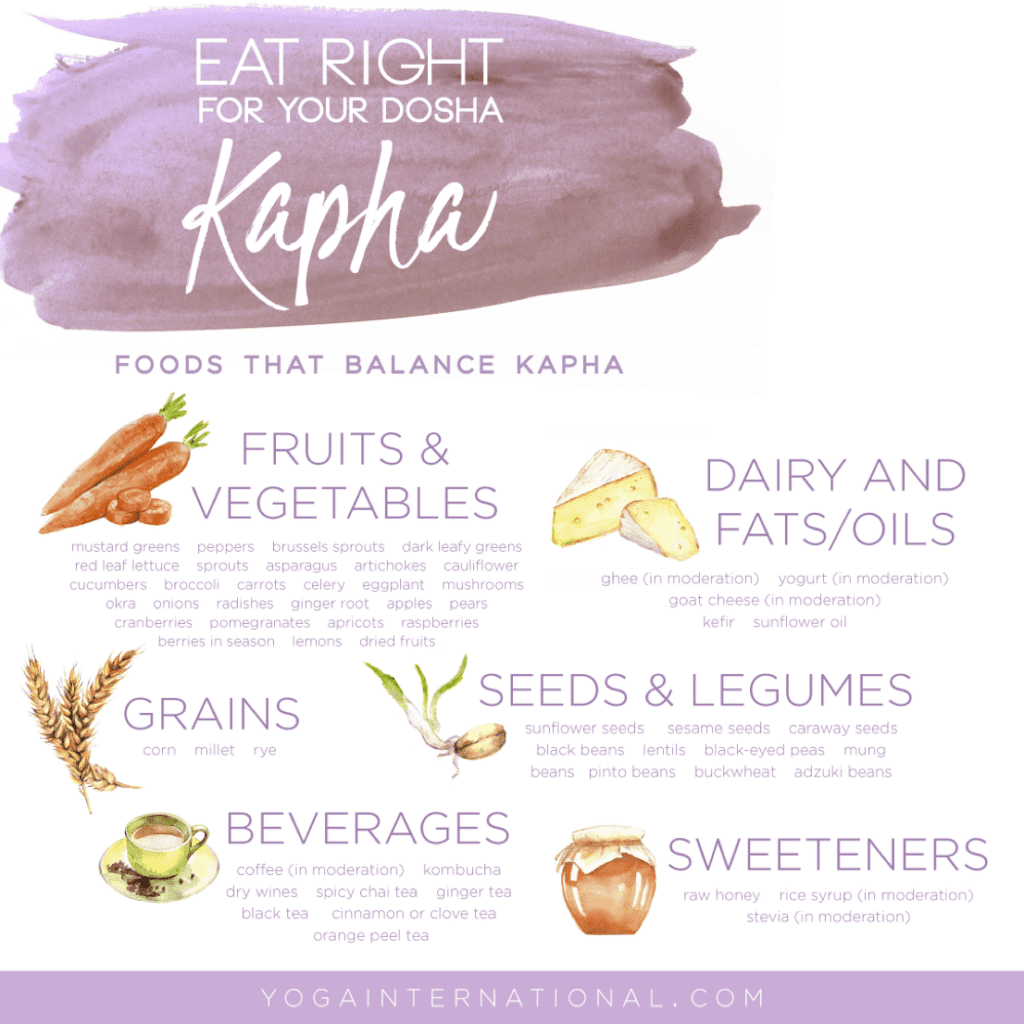 EAT RIGHT
FOR YOUR DOSHA
Kapha
FOODS THAT BALANCE KAPHA
FRUITS &
VEGETABLES
mustard greens peppers brussels sprouts dark leafy greens
red leaf lettuce sprouts asparagus artichokes cauliflower
cucumbers broccoli carrots celery eggplant mushrooms
okra onions radishes ginger root apples pears
cranberries pomegranates apricots raspberries
berries in season lemons dried fruits
DAIRY AND
FATS/OILS
ghee (in moderation) yogurt (in moderation)
goat cheese (in moderation)
kefir sunflower oil
GRAINS
corn millet rye
SEEDS & LEGUMES
sunflower seeds sesame seeds caraway seeds
black beans lentils black-eyed peas mung
beans pinto beans buckwheat adzuki beans
BEVERAGES
coffee (in moderation) kombucha
dry wines spicy chai tea ginger tea
black tea cinnamon or clove tea
orange peel tea
SWEETENERS
raw honey rice syrup (in moderation)
stevia (in moderation)
YOGAINTERNATIONAL.COM